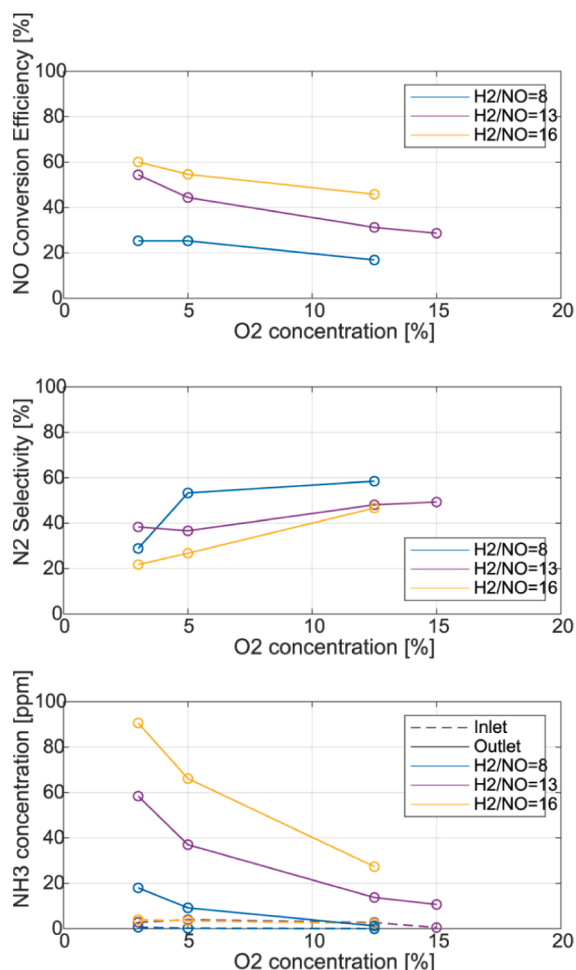 NO Conversion Efficiency [%]
100
80
60
40
20
0
0 5 10 15 20
O2 concentration [%]
H2/NO=8
H2/NO=13
H2/NO=16
N2 Selectivity [%]
100
80
60
40
20
0
0 5 10 15 20
O2 concentration [%]
H2/NO=8
H2/NO=13
H2/NO=16
NH3 concentration [ppm]
100
80
60
40
20
0
0 5 10 15 20
O2 concentration [%]
Inlet
Outlet
H2/NO=8
H2/NO=13
H2/NO=16